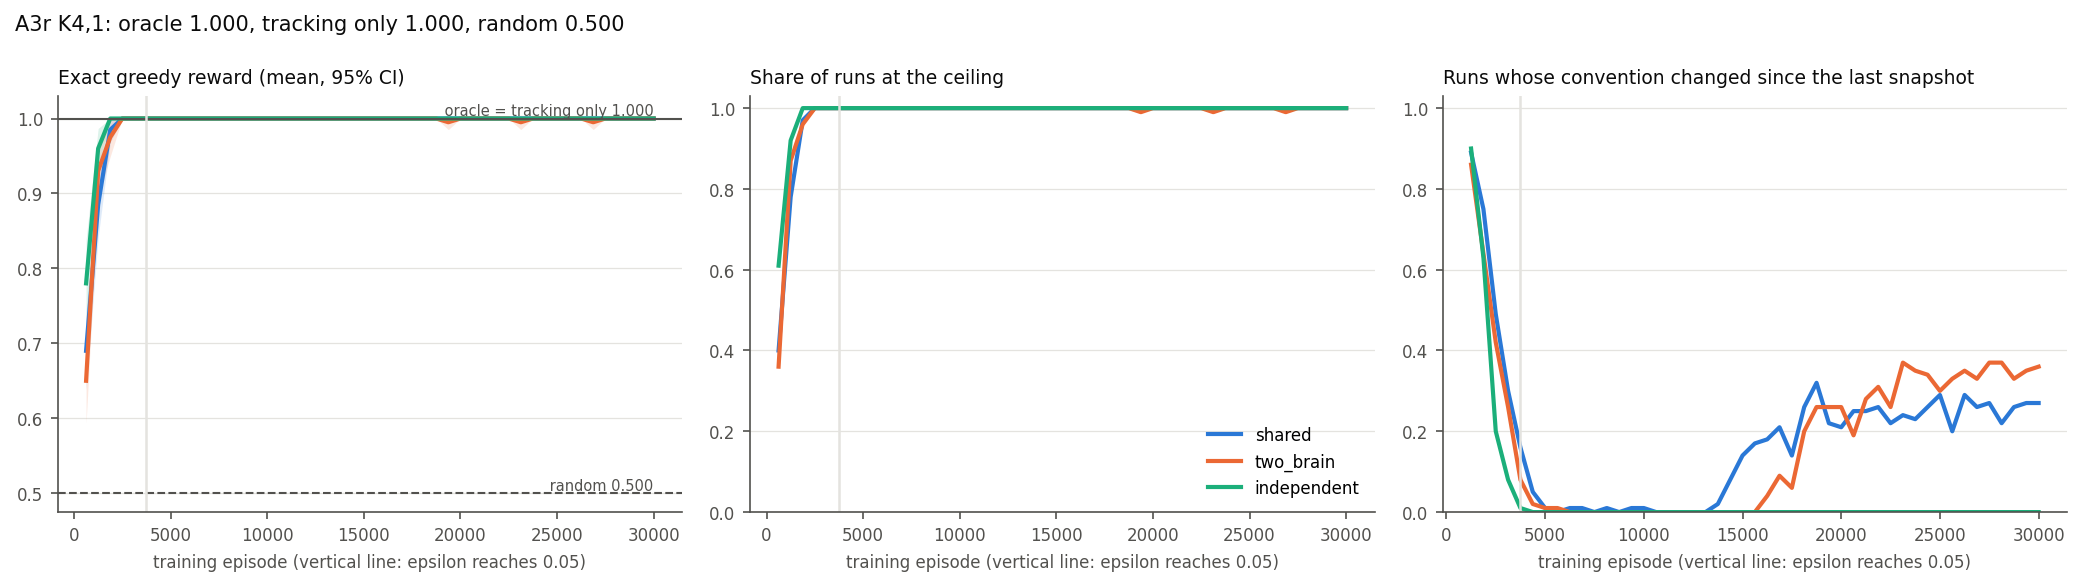 A3r K4,1: oracle 1.000, tracking only 1.000, random 0.500
Exact greedy reward (mean, 95% CI)
oracle = tracking only 1.000
random 0.500
1.0
0.9
0.8
0.7
0.6
0.5
0 5000 10000 15000 20000 25000 30000
training episode (vertical line: epsilon reaches 0.05)
Share of runs at the ceiling
1.0
0.8
0.6
0.4
0.2
0.0
shared
two_brain
independent
0 5000 10000 15000 20000 25000 30000
training episode (vertical line: epsilon reaches 0.05)
Runs whose convention changed since the last snapshot
1.0
0.8
0.6
0.4
0.2
0.0
0 5000 10000 15000 20000 25000 30000
training episode (vertical line: epsilon reaches 0.05)